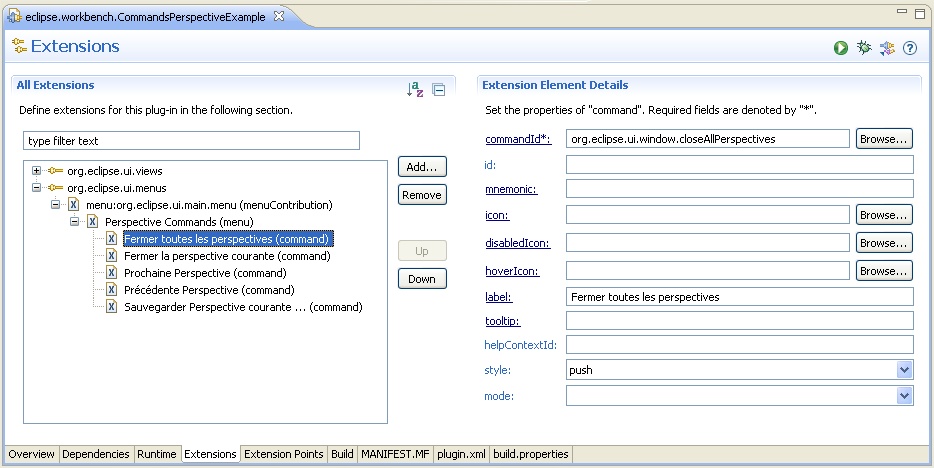 eclipse.workbench.CommandsPerspectiveExample
Extensions
All Extensions
Define extensions for this plug-in in the following section.
type filter text
org.eclipse.ui.views
org.eclipse.ui.menus
menu:org.eclipse.ui.main.menu (menuContribution)
Perspective Commands (menu)
Fermer toutes les perspectives (command)
Fermer la perspective courante (command)
Prochaine Perspective (command)
Précédente Perspective (command)
Sauvegarder Perspective courante ... (command)
Add...
Remove
Up
Down
Extension Element Details
Set the properties of "command". Required fields are denoted by "*".
commandId*: org.eclipse.ui.window.closeAllPerspectives Browse...
id:
mnemonic:
icon: Browse...
disabledIcon: Browse...
hoverIcon: Browse...
label: Fermer toutes les perspectives
tooltip:
helpContextId:
style: push
mode:
Overview Dependencies Runtime Extensions Extension Points Build MANIFEST.MF plugin.xml build.properties